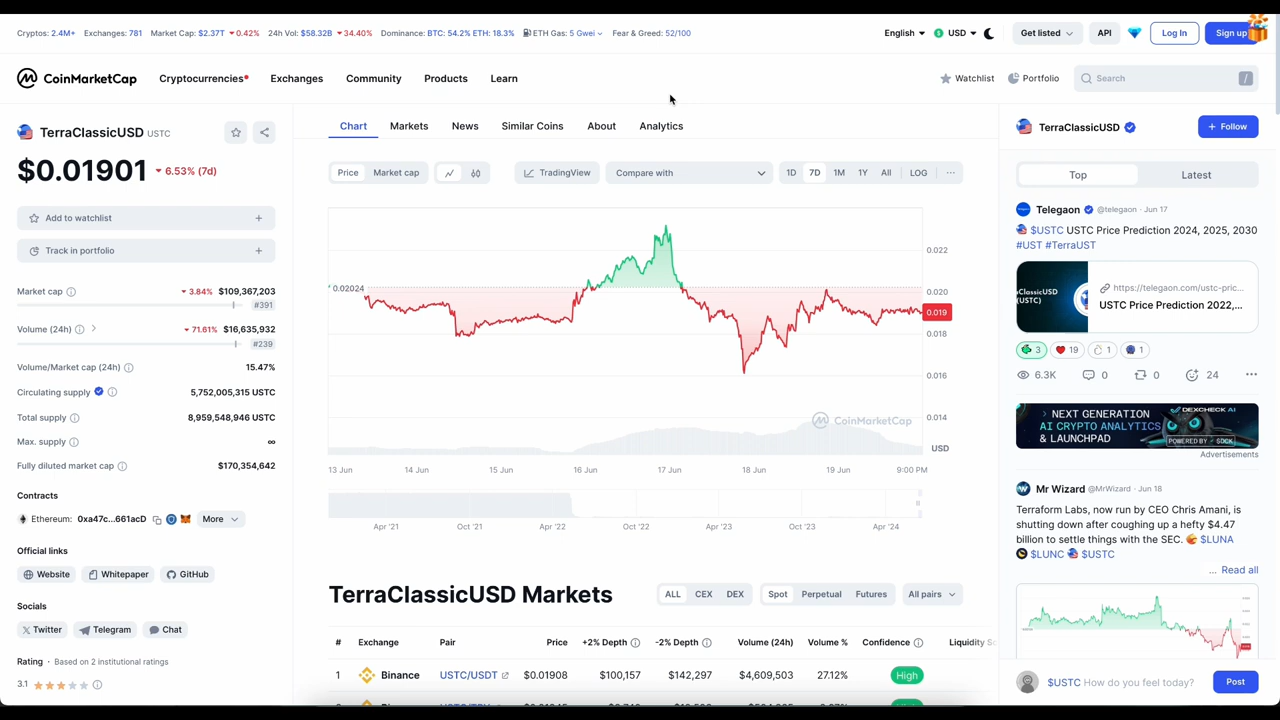 Cryptos: 2.4M+ Exchanges: 781 Market Cap: $2.37T 0.42% 24h Vol: $58.32B 34.40% Dominance: BTC: 54.2% ETH: 18.3% ETH Gas: 5 Gwei Fear & Greed: 52/100
English USD Get listed API Log In Sign up
CoinMarketCap Cryptocurrencies Exchanges Community Products Learn
Watchlist Portfolio Search /
TerraClassicUSD USTC
$0.01901 6.53% (7d)
Add to watchlist +
Track in portfolio +
Market cap 3.84% $109,367,203
#391
Volume (24h) 71.61% $16,635,932
#239
Volume/Market cap (24h) 15.47%
Circulating supply 5,752,005,315 USTC
Total supply 8,959,548,946 USTC
Max. supply ∞
Fully diluted market cap $170,354,642
Contracts
Ethereum: 0xa47c...661acD More
Official links
Website Whitepaper GitHub
Socials
Twitter Telegram Chat
Rating · Based on 2 institutional ratings
3.1
Chart Markets News Similar Coins About Analytics
Price Market cap TradingView Compare with 1D 7D 1M 1Y All LOG ...
0.022
0.02024
0.020
0.019
0.018
0.016
0.014
CoinMarketCap
USD
13 Jun 14 Jun 15 Jun 16 Jun 17 Jun 18 Jun 19 Jun 9:00 PM
Apr '21 Oct '21 Apr '22 Oct '22 Apr '23 Oct '23 Apr '24
TerraClassicUSD Markets
ALL CEX DEX Spot Perpetual Futures All pairs
# Exchange Pair Price +2% Depth -2% Depth Volume (24h) Volume % Confidence Liquidity
1 Binance USTC/USDT $0.01908 $100,157 $142,297 $4,609,503 27.12% High
TerraClassicUSD + Follow
Top Latest
Telegaon @telegaon · Jun 17
$USTC USTC Price Prediction 2024, 2025, 2030
#UST #TerraUST
ClassicUSD
(USTC)
https://telegaon.com/ustc-pric...
USTC Price Prediction 2022,...
3 19 1 1
6.3K 0 0 24 ...
NEXT GENERATION
AI CRYPTO ANALYTICS
& LAUNCHPAD
DEXCHECK AI
POWERED BY $DCK
Advertisements
Mr Wizard @MrWizard · Jun 18
Terraform Labs, now run by CEO Chris Amani, is
shutting down after coughing up a hefty $4.47
billion to settle things with the SEC. $LUNA
$LUNC $USTC
... Read all
$USTC How do you feel today? Post